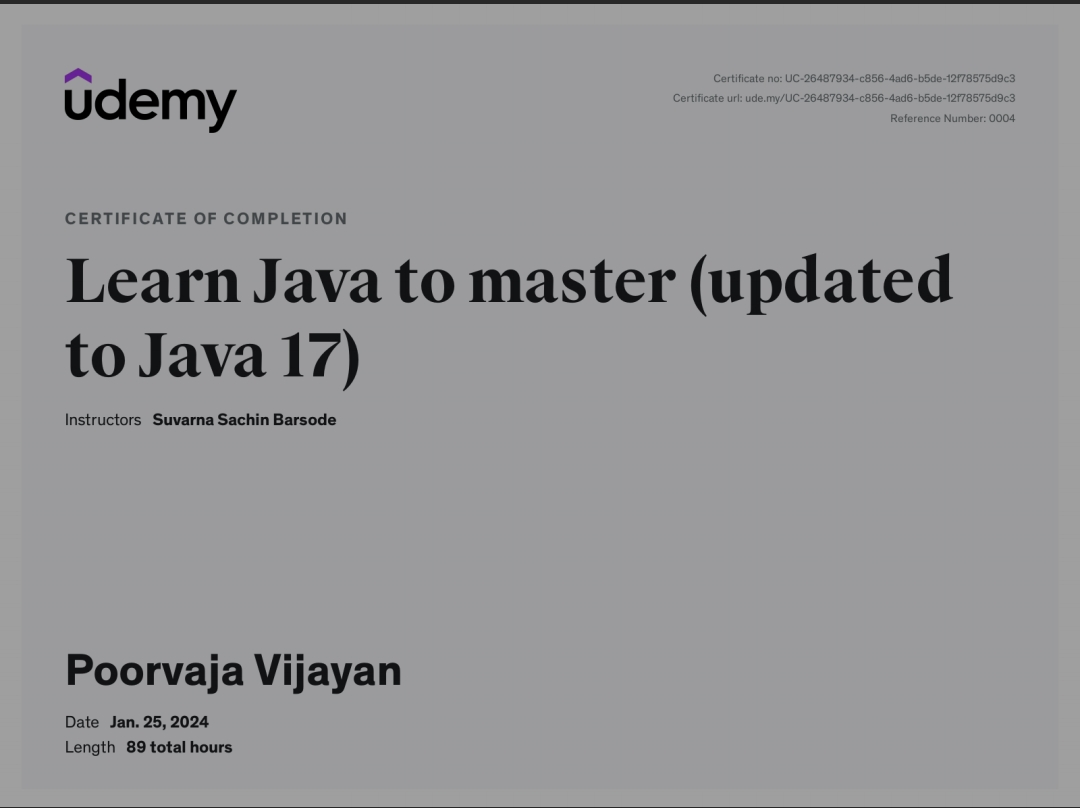 udemy
Certificate no: UC-26487934-c856-4ad6-b5de-12f78575d9c3
Certificate url: ude.my/UC-26487934-c856-4ad6-b5de-12f78575d9c3
Reference Number: 0004
CERTIFICATE OF COMPLETION
Learn Java to master (updated
to Java 17)
Instructors Suvarna Sachin Barsode
Poorvaja Vijayan
Date Jan. 25, 2024
Length 89 total hours